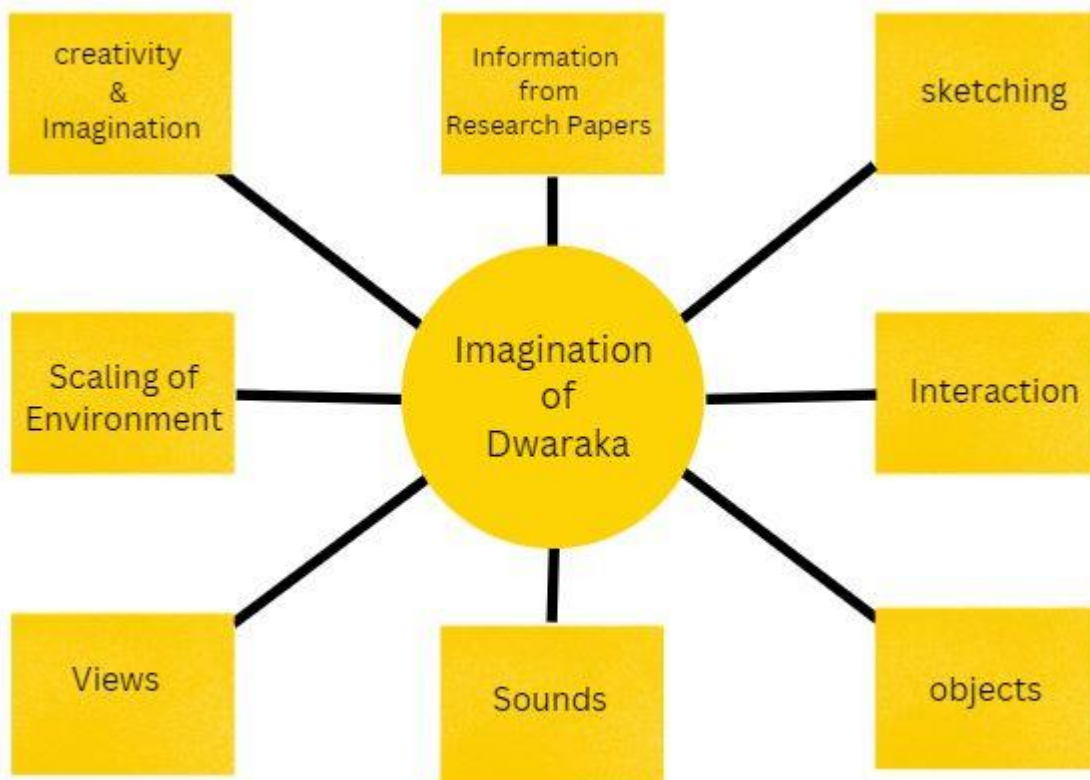 creativity
&
Imagination
Information
from
Research Papers
sketching
Scaling of
Environment
Imagination
of
Dwaraka
Interaction
Views
Sounds
objects